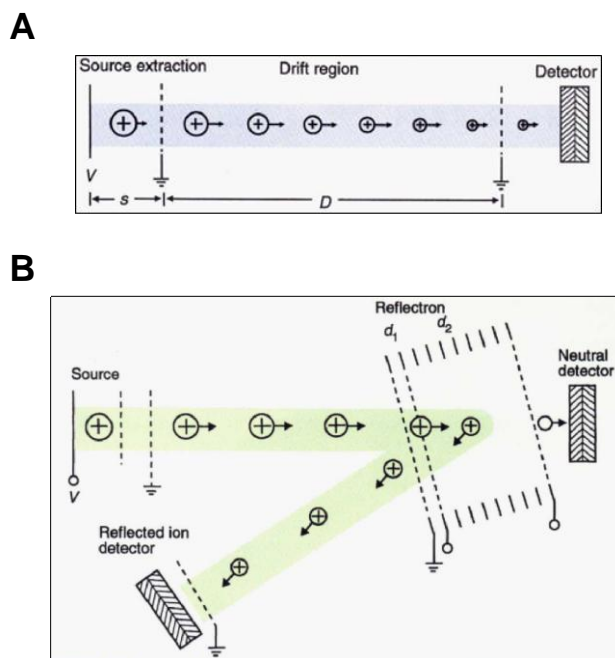 A
Source extraction
Drift region
Detector
V
s
D
B
Reflectron
d1
d2
Neutral
detector
Source
V
Reflected ion
detector